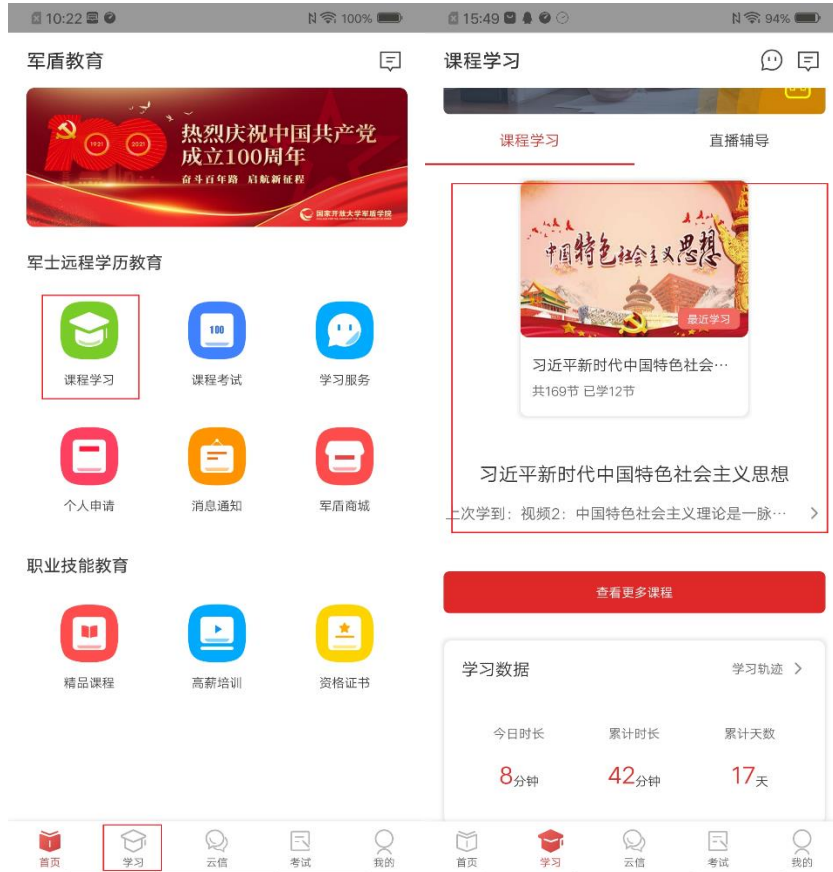 10:22
100%
军盾教育
1921
2021
热烈庆祝中国共产党
成立100周年
奋斗百年路 启航新征程
国家开放大学军盾学院
军士远程学历教育
100
课程学习
课程考试
学习服务
个人申请
消息通知
军盾商城
职业技能教育
精品课程
高薪培训
资格证书
首页
学习
云信
考试
我的
15:49
94%
课程学习
课程学习
直播辅导
中国特色社会主义思想
最近学习
习近平新时代中国特色社会…
共169节 已学12节
习近平新时代中国特色社会主义思想
上次学到：视频2：中国特色社会主义理论是一脉…
查看更多课程
学习数据
学习轨迹
今日时长
累计时长
累计天数
8分钟
42分钟
17天
首页
学习
云信
考试
我的